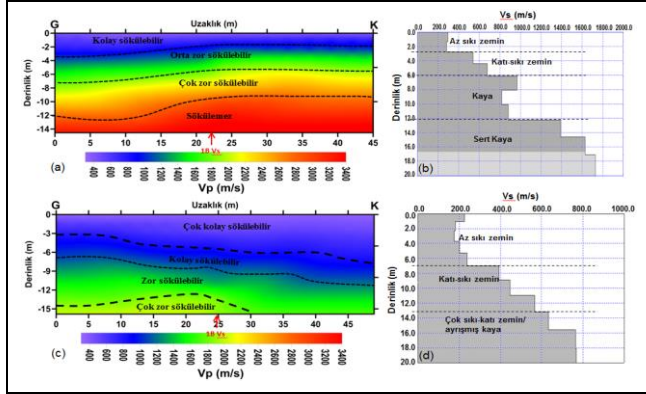 G Uzaklık (m) K
Kolay sökülebilir
Orta zor sökülebilir
Çok zor sökülebilir
Sökülemez
Derinlik (m)
0
-2
-4
-6
-8
-10
-12
-14
0 5 10 15 20 25 30 35 40 45
1B Vs
(a)
400 600 800 1000 1200 1400 1600 1800 2000 2200 2400 2600 2800 3000 3200 3400
Vp (m/s)
Vs (m/s)
0.0 200.0 400.0 600.0 800.0 1000.0 1200.0 1400.0 1600.0 1800.0 2000.0
Az sıkı zemin
Katı-sıkı zemin
Kaya
Sert Kaya
Derinlik (m)
0.0
2.0
4.0
6.0
8.0
10.0
12.0
14.0
16.0
18.0
20.0
(b)
G Uzaklık (m) K
Çok kolay sökülebilir
Kolay sökülebilir
Zor sökülebilir
Çok zor sökülebilir
Derinlik (m)
0
-3
-6
-9
-12
-15
0 5 10 15 20 25 30 35 40 45
1B Vs
(c)
400 600 800 1000 1200 1400 1600 1800 2000 2200 2400 2600 2800 3000 3200 3400
Vp (m/s)
Vs (m/s)
0.0 200.0 400.0 600.0 800.0 1000.0
Az sıkı zemin
Katı-sıkı zemin
Çok sıkı-katı zemin/
ayrışmış kaya
Derinlik (m)
0.0
2.0
4.0
6.0
8.0
10.0
12.0
14.0
16.0
18.0
20.0
(d)